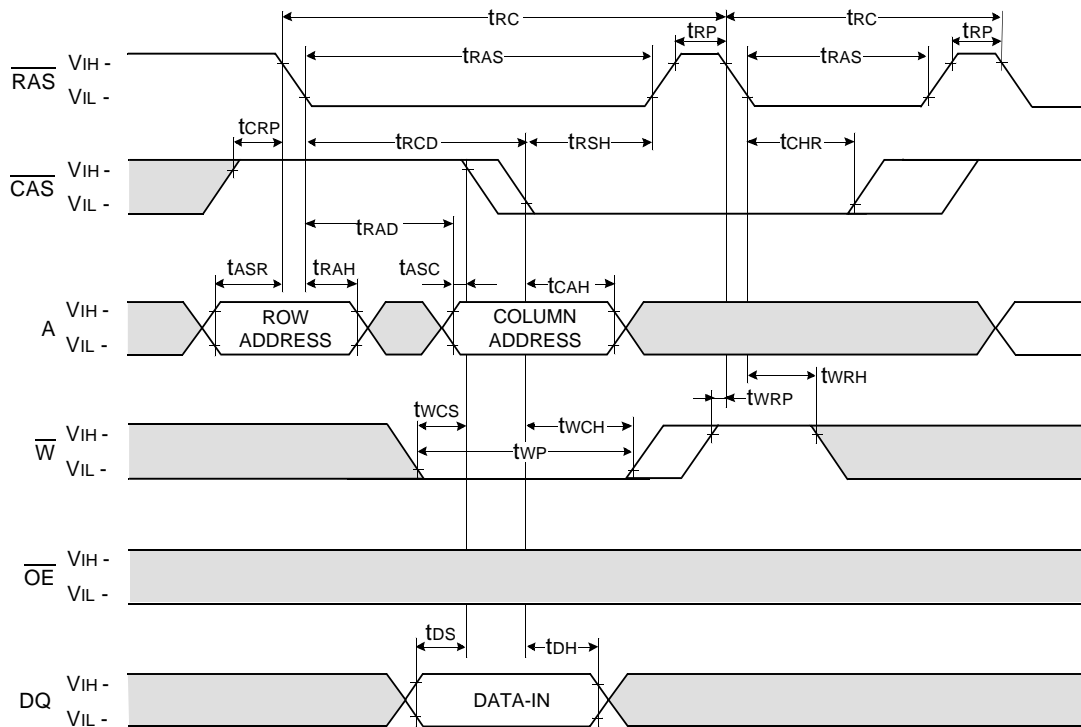 tRC tRC
tRP tRP
tRAS tRAS
RAS VIH -
VIL -
tCRP tRCD tRSH tCHR
CAS VIH -
VIL -
tRAD
tASR tRAH tASC tCAH
A VIH -
VIL -
ROW
ADDRESS
COLUMN
ADDRESS
tWRH
tWRP
tWCS tWCH
W VIH -
VIL -
tWP
OE VIH -
VIL -
tDS tDH
DQ VIH -
VIL -
DATA-IN